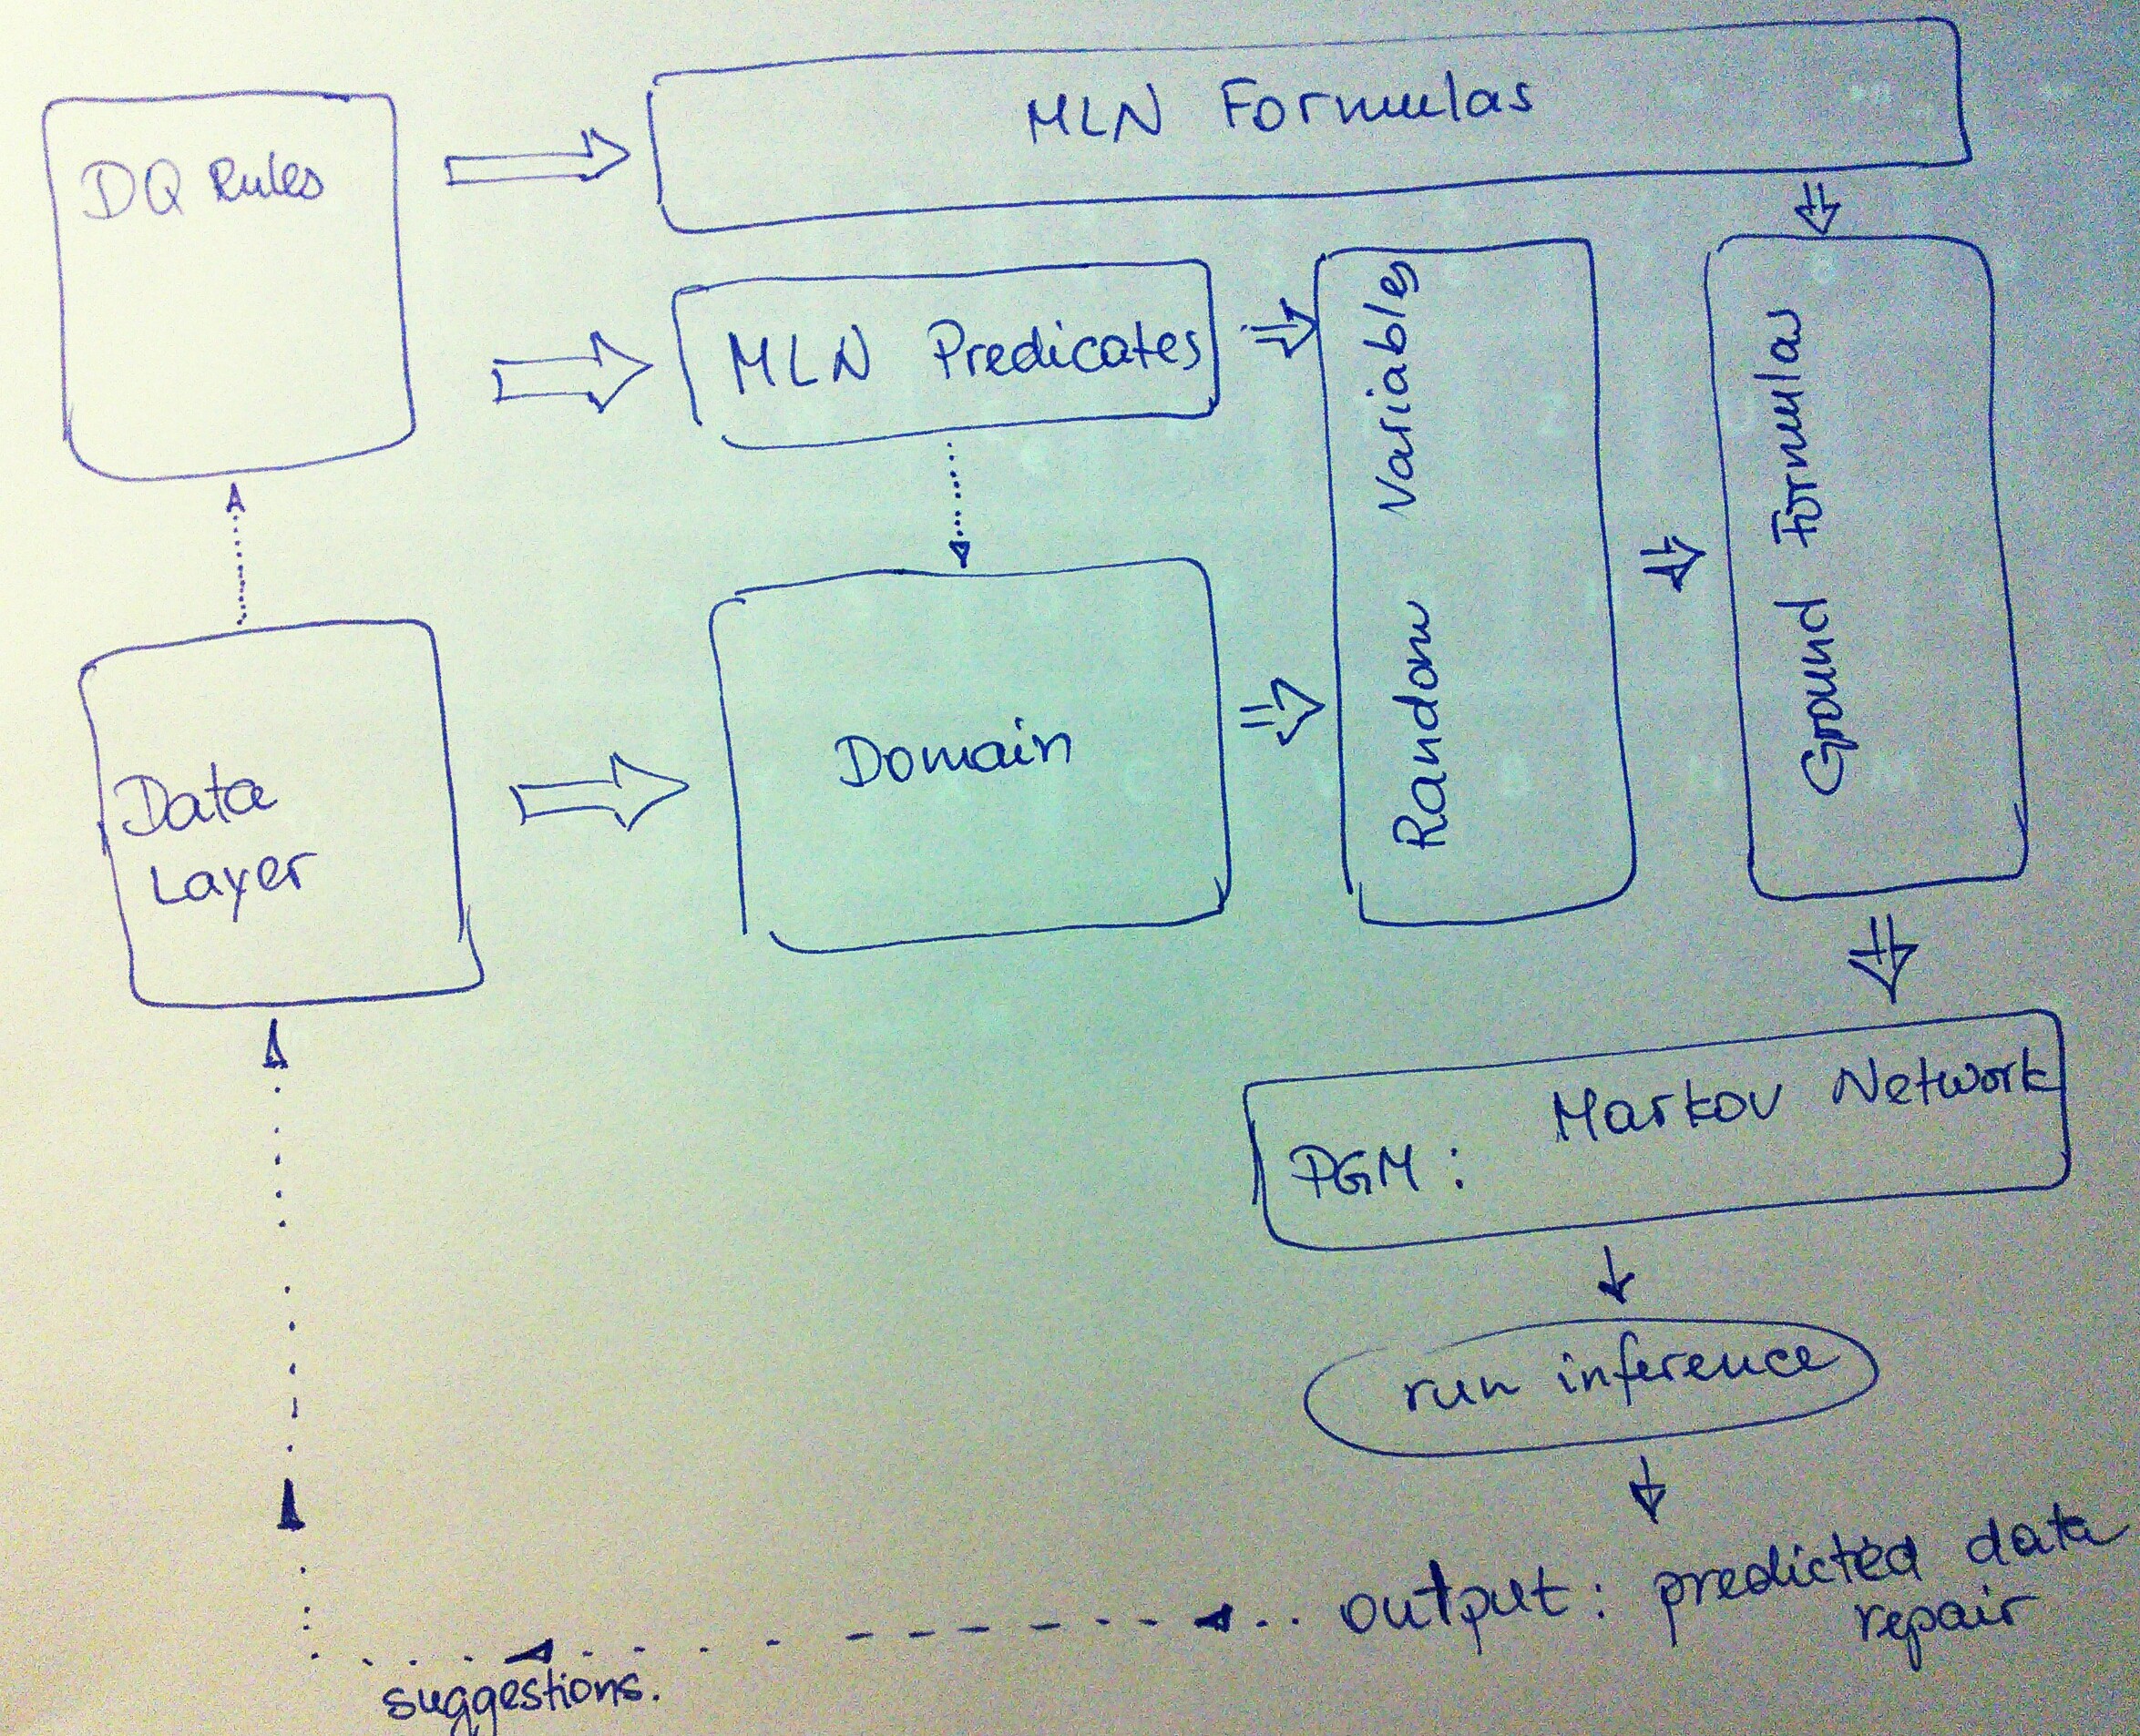 MLN Formulas
DQ Rules
MLN Predicates
Random Variables
Ground Formulas
Domain
Data
Layer
Markov Network
PGM :
run inference
output : predicted data
repair
suggestions.